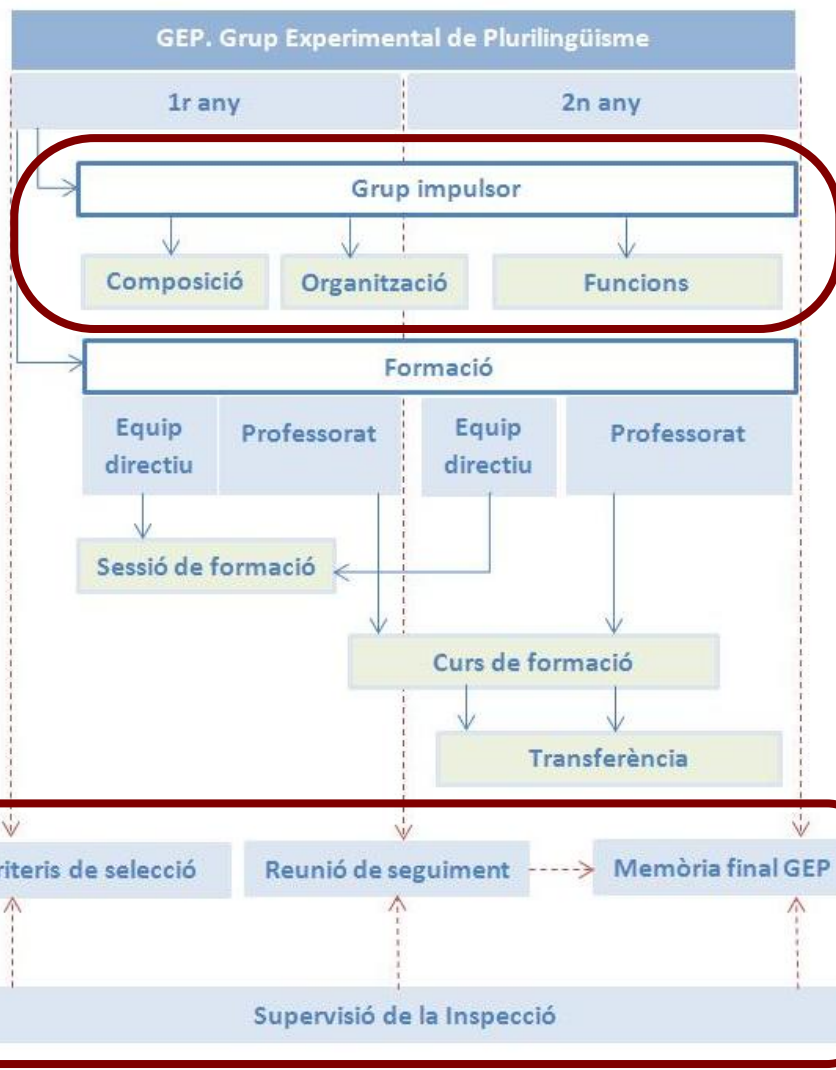 GEP. Grup Experimental de Plurilingüisme
1r any
2n any
Grup impulsor
Composició
Organització
Funcions
Formació
Equip
directiu
Professorat
Equip
directiu
Professorat
Sessió de formació
Curs de formació
Transferència
riteris de selecció
Reunió de seguiment
Memòria final GEP
Supervisió de la Inspecció